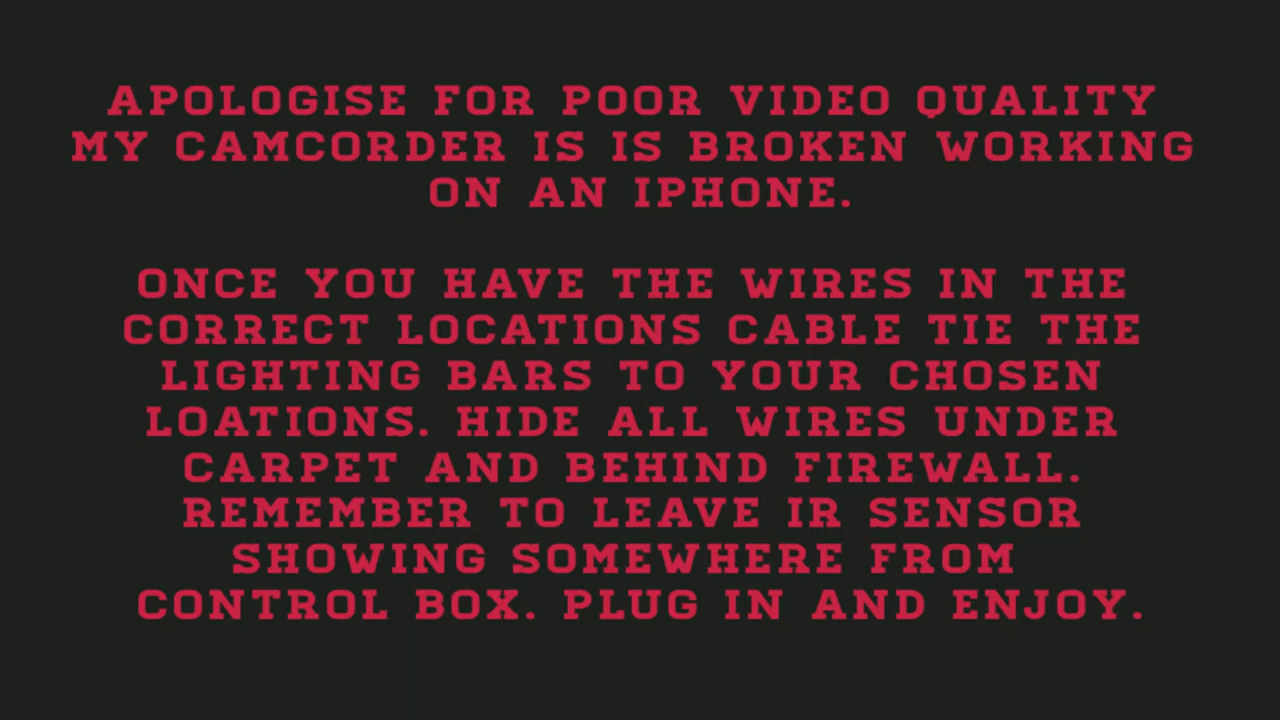 APOLOGISE FOR POOR VIDEO QUALITY
MY CAMCORDER IS IS BROKEN WORKING
ON AN IPHONE.
ONCE YOU HAVE THE WIRES IN THE
CORRECT LOCATIONS CABLE TIE THE
LIGHTING BARS TO YOUR CHOSEN
LOATIONS. HIDE ALL WIRES UNDER
CARPET AND BEHIND FIREWALL.
REMEMBER TO LEAVE IR SENSOR
SHOWING SOMEWHERE FROM
CONTROL BOX. PLUG IN AND ENJOY.